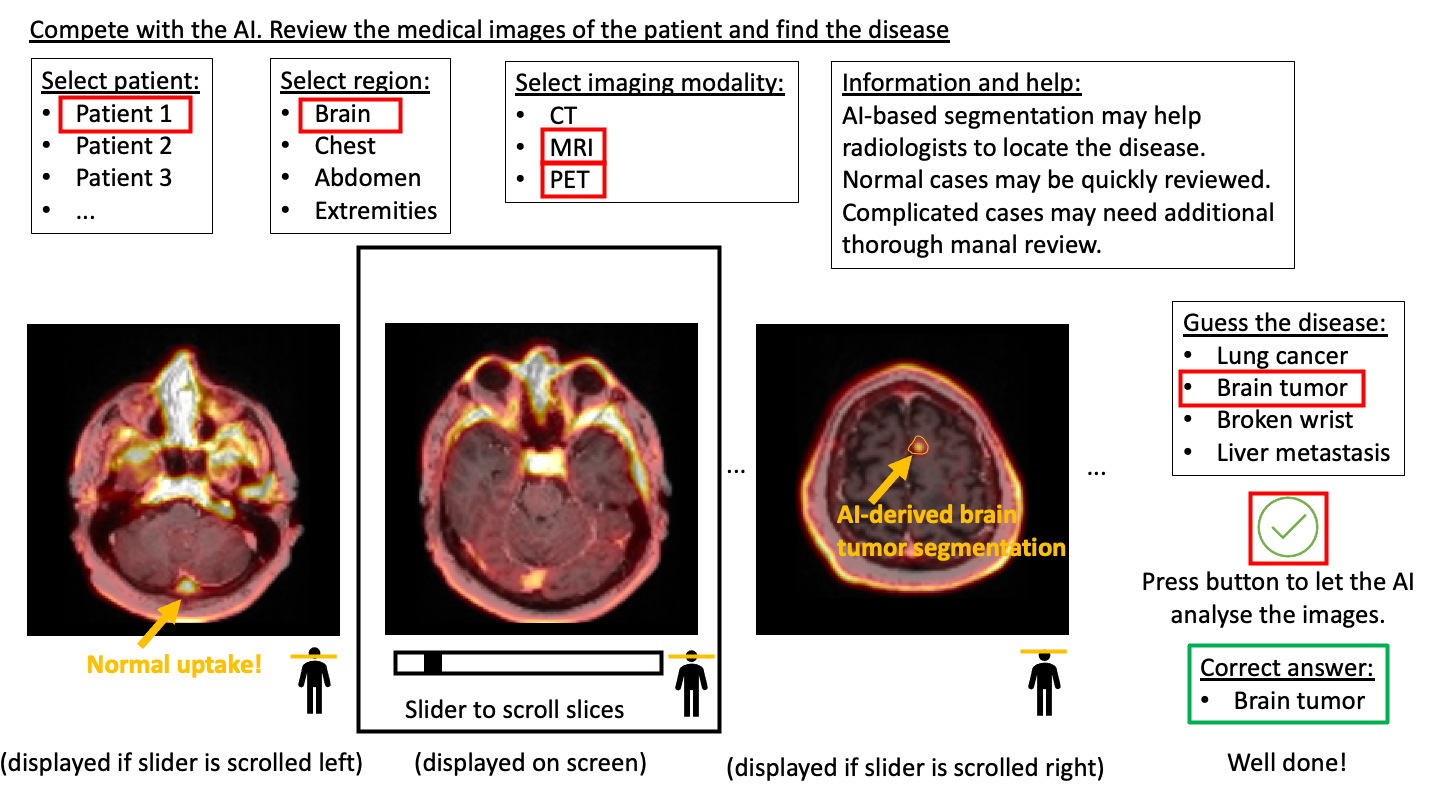 Compete with the AI. Review the medical images of the patient and find the disease
Select patient:
• Patient 1
• Patient 2
• Patient 3
• ...
Select region:
• Brain
• Chest
• Abdomen
• Extremities
Select imaging modality:
• CT
• MRI
• PET
Information and help:
AI-based segmentation may help
radiologists to locate the disease.
Normal cases may be quickly reviewed.
Complicated cases may need additional
thorough manal review.
Normal uptake!
(displayed if slider is scrolled left)
Slider to scroll slices
(displayed on screen)
...
AI-derived brain
tumor segmentation
(displayed if slider is scrolled right)
...
Guess the disease:
• Lung cancer
• Brain tumor
• Broken wrist
• Liver metastasis
Press button to let the AI
analyse the images.
Correct answer:
• Brain tumor
Well done!